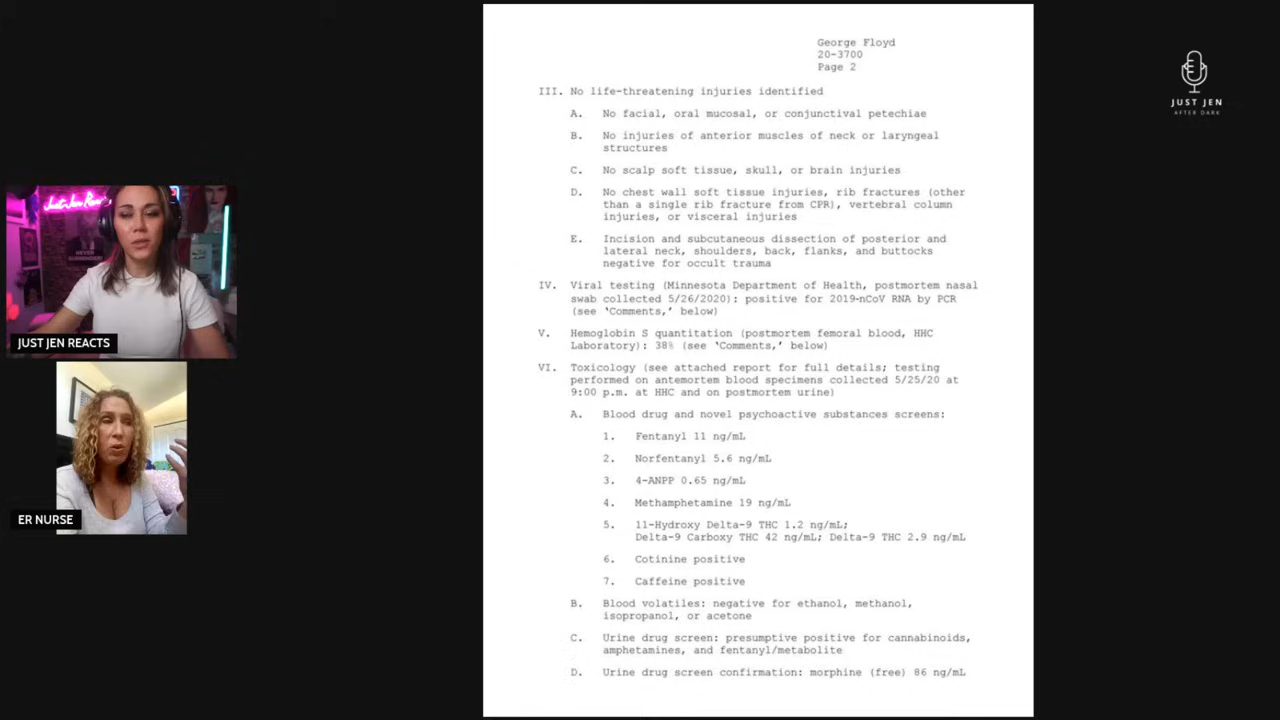 George Floyd
20-3700
Page 2
III. No life-threatening injuries identified
A. No facial, oral mucosal, or conjunctival petechiae
B. No injuries of anterior muscles of neck or laryngeal
structures
C. No scalp soft tissue, skull, or brain injuries
D. No chest wall soft tissue injuries, rib fractures (other
than a single rib fracture from CPR), vertebral column
injuries, or visceral injuries
E. Incision and subcutaneous dissection of posterior and
lateral neck, shoulders, back, flanks, and buttocks
negative for occult trauma
IV. Viral testing (Minnesota Department of Health, postmortem nasal
swab collected 5/26/2020): positive for 2019-nCoV RNA by PCR
(see ‘Comments,’ below)
V. Hemoglobin S quantitation (postmortem femoral blood, HHC
Laboratory): 38% (see ‘Comments,’ below)
VI. Toxicology (see attached report for full details; testing
performed on antemortem blood specimens collected 5/25/20 at
9:00 p.m. at HHC and on postmortem urine)
A. Blood drug and novel psychoactive substances screens:
1. Fentanyl 11 ng/mL
2. Norfentanyl 5.6 ng/mL
3. 4-ANPP 0.65 ng/mL
4. Methamphetamine 19 ng/mL
5. 11-Hydroxy Delta-9 THC 1.2 ng/mL;
Delta-9 Carboxy THC 42 ng/mL; Delta-9 THC 2.9 ng/mL
6. Cotinine positive
7. Caffeine positive
B. Blood volatiles: negative for ethanol, methanol,
isopropanol, or acetone
C. Urine drug screen: presumptive positive for cannabinoids,
amphetamines, and fentanyl/metabolite
D. Urine drug screen confirmation: morphine (free) 86 ng/mL
JUST JEN
AFTER DARK
Just Jen
JUST JEN REACTS
ER NURSE